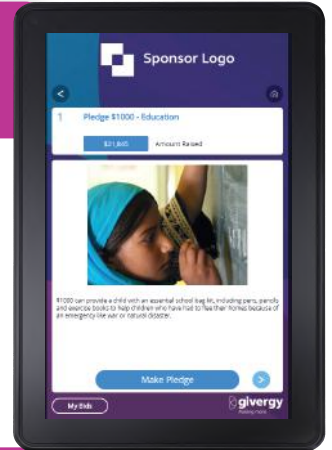 Sponsor Logo
<
1 Pledge $1000 - Education
Amount Raised
$1000 can provide a child with an essential school bag kit, including pens, pencils
and exercise books to help children who have had to flee their homes because of
an emergency like war or natural disaster.
Make Pledge >
My Bids
givergy